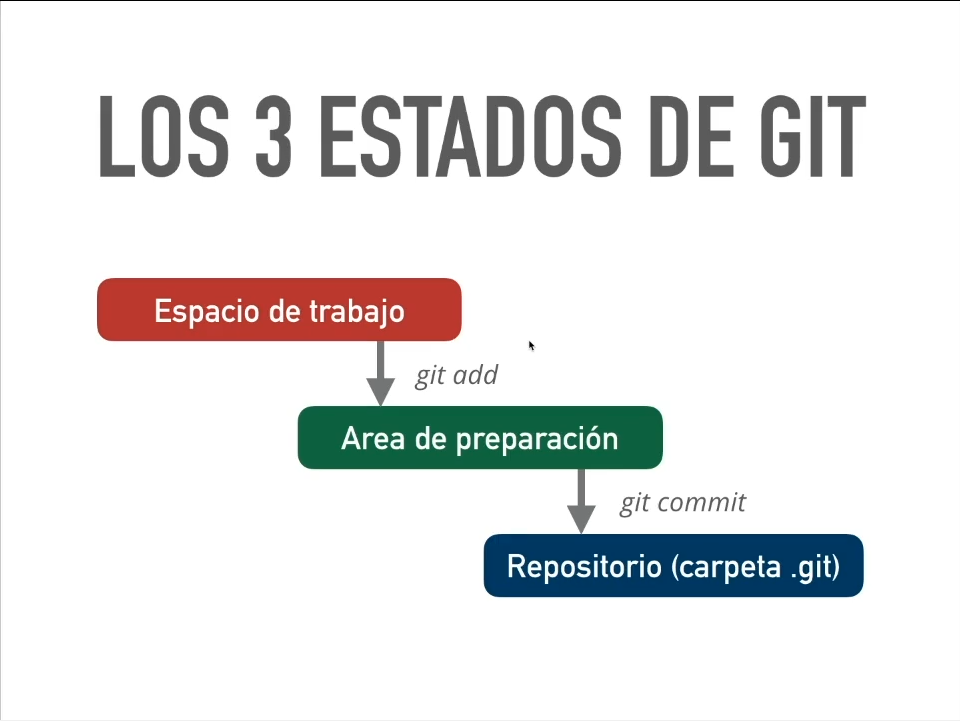 LOS 3 ESTADOS DE GIT
Espacio de trabajo
git add
Area de preparación
git commit
Repositorio (carpeta .git)